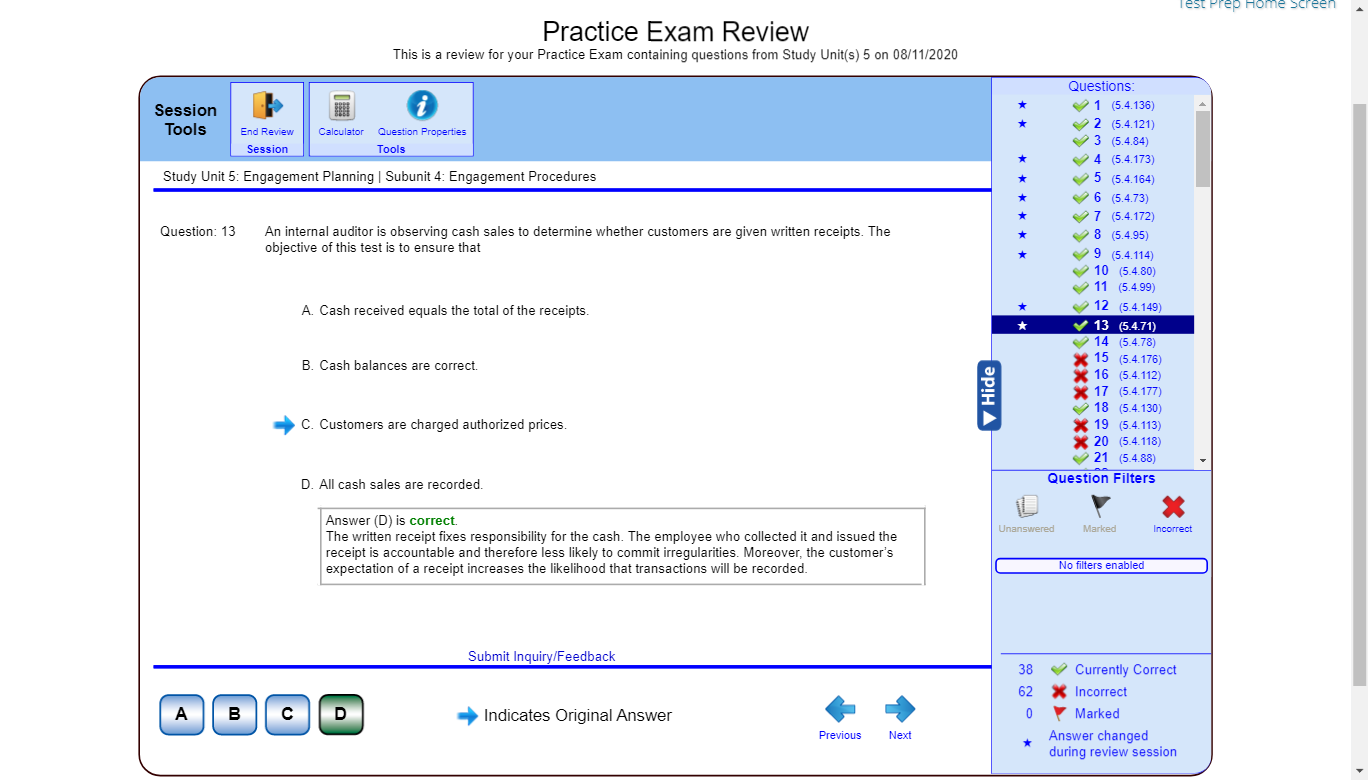 Test Prep Home Screen
Practice Exam Review
This is a review for your Practice Exam containing questions from Study Unit(s) 5 on 08/11/2020
Session
Tools
End Review
Session
Calculator
Question Properties
Tools
Study Unit 5: Engagement Planning | Subunit 4: Engagement Procedures
Question: 13
An internal auditor is observing cash sales to determine whether customers are given written receipts. The
objective of this test is to ensure that
A. Cash received equals the total of the receipts.
B. Cash balances are correct.
C. Customers are charged authorized prices.
D. All cash sales are recorded.
Answer (D) is correct.
The written receipt fixes responsibility for the cash. The employee who collected it and issued the
receipt is accountable and therefore less likely to commit irregularities. Moreover, the customer's
expectation of a receipt increases the likelihood that transactions will be recorded.
Submit Inquiry/Feedback
A B C D
Indicates Original Answer
Previous
Next
Hide
Questions:
1 (5.4.136)
2 (5.4.121)
3 (5.4.84)
4 (5.4.173)
5 (5.4.164)
6 (5.4.73)
7 (5.4.172)
8 (5.4.95)
9 (5.4.114)
10 (5.4.80)
11 (5.4.99)
12 (5.4.149)
13 (5.4.71)
14 (5.4.78)
15 (5.4.176)
16 (5.4.112)
17 (5.4.177)
18 (5.4.130)
19 (5.4.113)
20 (5.4.118)
21 (5.4.88)
Question Filters
Unanswered
Marked
Incorrect
No filters enabled
38 Currently Correct
62 Incorrect
0 Marked
Answer changed
during review session